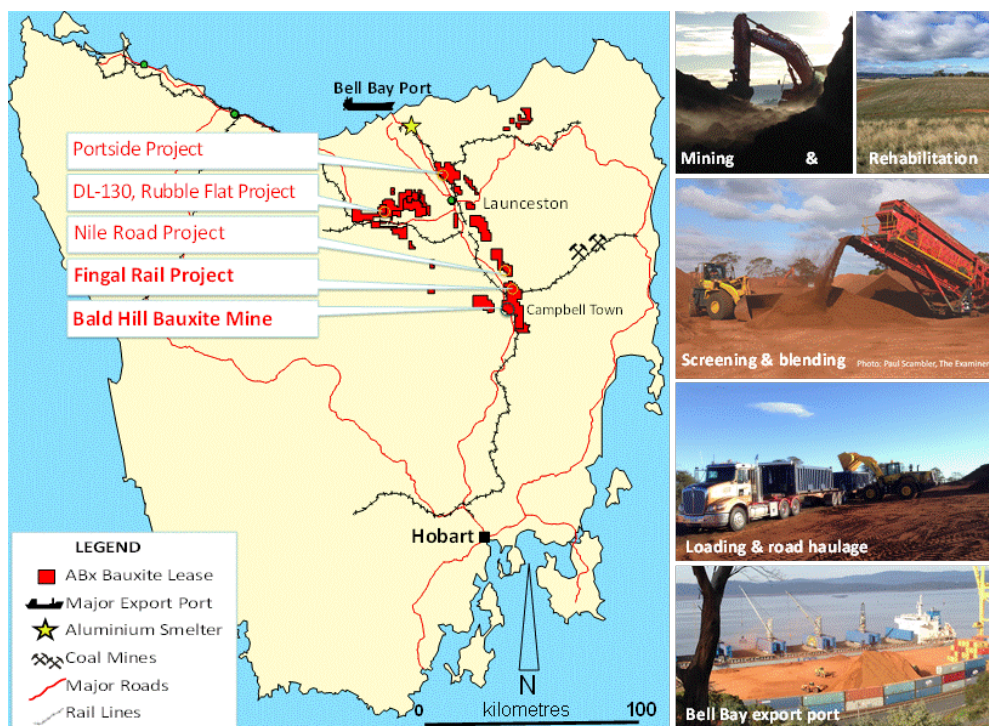 Bell Bay Port
Portside Project
DL-130, Rubble Flat Project
Nile Road Project
Fingal Rail Project
Bald Hill Bauxite Mine
Launceston
Campbell Town
Hobart
LEGEND
ABx Bauxite Lease
Major Export Port
Aluminium Smelter
Coal Mines
Major Roads
Rail Lines
N
0 kilometres 100
Mining &
Rehabilitation
Screening & blending
Photo: Paul Scambler, The Examiner
Loading & road haulage
Bell Bay export port